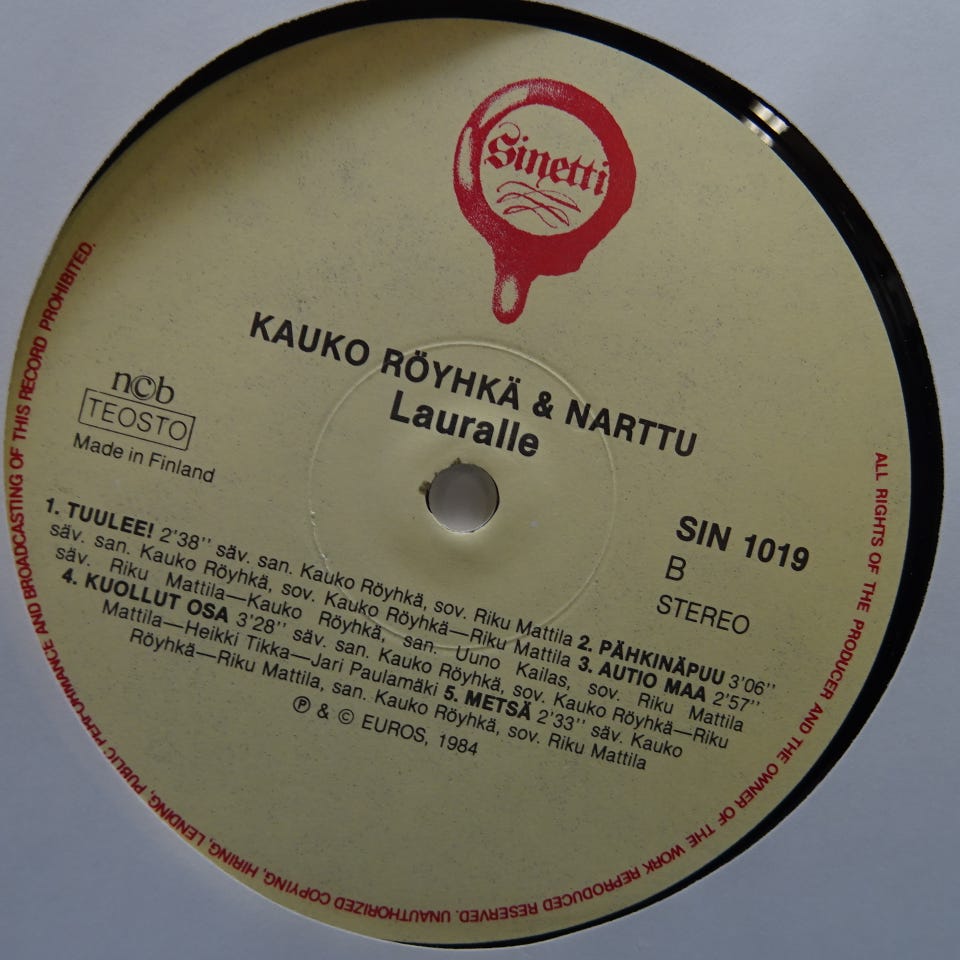 Sinetti
KAUKO RÖYHKÄ & NARTTU
Lauralle
n©b
TEOSTO
Made in Finland
SIN 1019
B
STEREO
1. TUULEE! 2'38'' säv. san. Kauko Röyhkä, sov. Riku Mattila 2. PÄHKINÄPUU 3'06''
säv. san. Kauko Röyhkä, sov. Kauko Röyhkä—Riku Mattila 3. AUTIO MAA 2'57''
säv. Riku Mattila—Kauko Röyhkä, san. Uuno Kailas, sov. Riku Mattila
4. KUOLLUT OSA 3'28'' säv. san. Kauko Röyhkä, sov. Kauko Röyhkä—Riku
Mattila—Heikki Tikka—Jari Paulamäki 5. METSÄ 2'33'' säv. Kauko
Röyhkä—Riku Mattila, san. Kauko Röyhkä, sov. Riku Mattila
℗ & © EUROS, 1984
ALL RIGHTS OF THE PRODUCER AND THE OWNER OF THE WORK REPRODUCED RESERVED. UNAUTHORIZED COPYING, HIRING, LENDING, PUBLIC PERFORMANCE AND BROADCASTING OF THIS RECORD PROHIBITED.